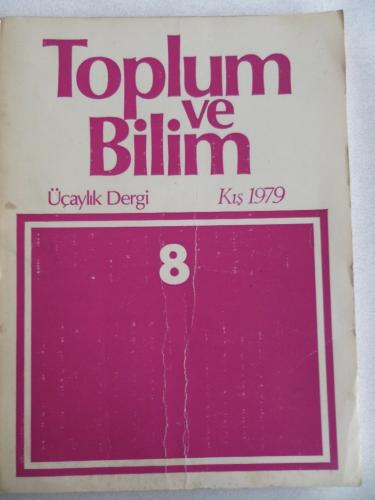 Toplum
ve
Bilim
Üçaylık Dergi Kış 1979
8